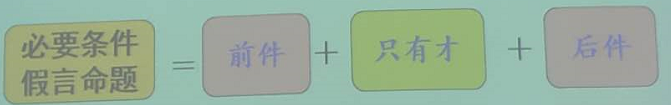 必要条件
假言命题 = 前件 + 只有才 + 后件